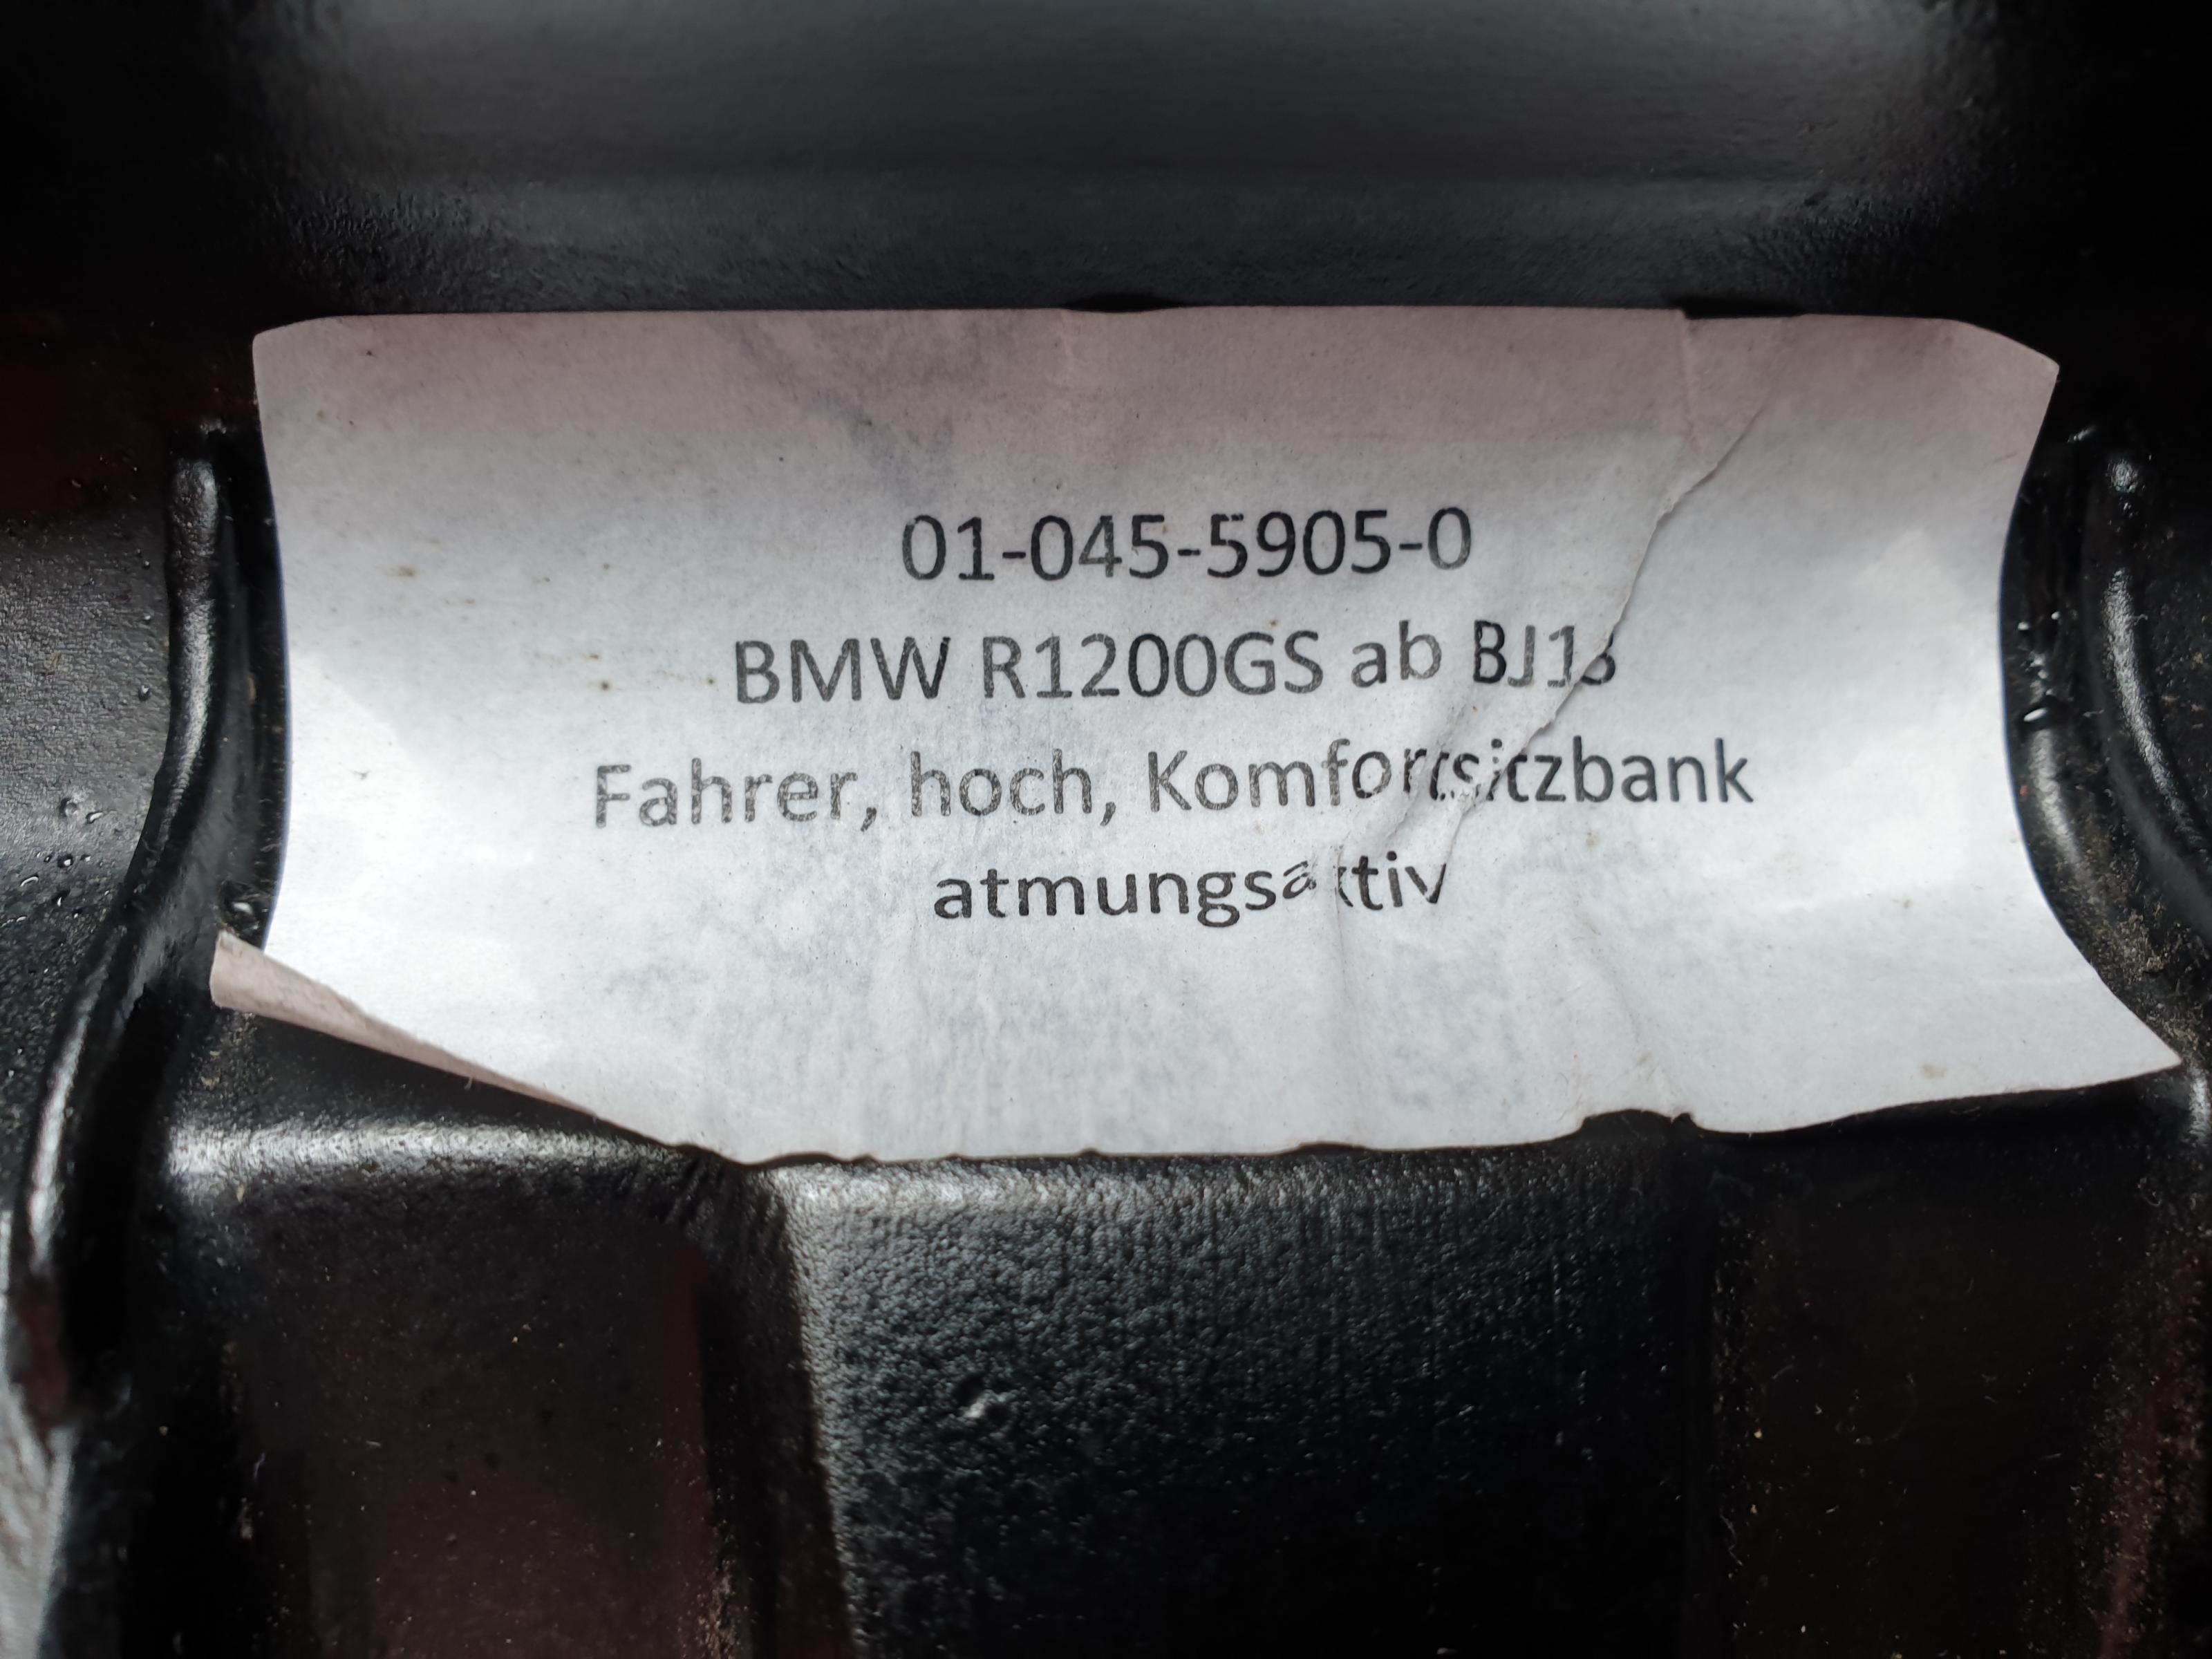 01-045-5905-0
BMW R1200GS ab BJ13
Fahrer, hoch, Komfortsitzbank
atmungsaktiv